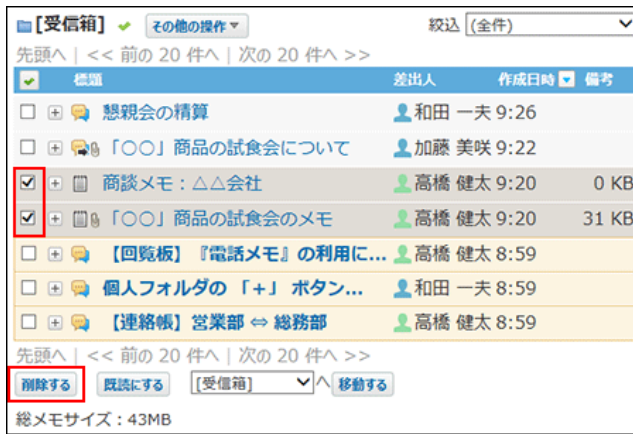 [受信箱] その他の操作 絞込 (全件)
先頭へ | << 前の 20 件へ | 次の 20 件へ >>
標題 差出人 作成日時 備考
懇親会の精算 和田 一夫 9:26
「○○」商品の試食会について 加藤 美咲 9:22
商談メモ：△△会社 高橋 健太 9:20 0 KB
「○○」商品の試食会のメモ 高橋 健太 9:20 31 KB
【回覧板】『電話メモ』の利用に... 高橋 健太 8:59
個人フォルダの 「+」 ボタン... 和田 一夫 8:59
【連絡帳】営業部 ⇔ 総務部 高橋 健太 8:59
先頭へ | << 前の 20 件へ | 次の 20 件へ >>
削除する 既読にする [受信箱] へ 移動する
総メモサイズ：43MB